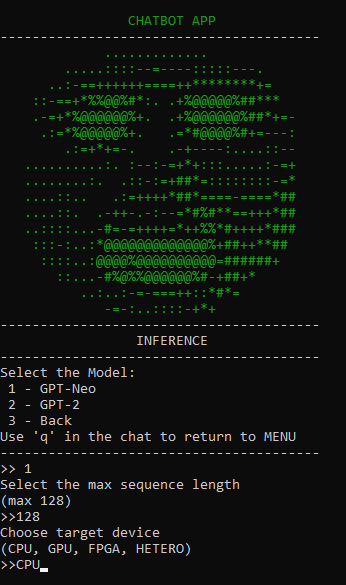 CHATBOT APP
INFERENCE
Select the Model:
1 - GPT-Neo
2 - GPT-2
3 - Back
Use 'q' in the chat to return to MENU
>> 1
Select the max sequence length
(max 128)
>>128
Choose target device
(CPU, GPU, FPGA, HETERO)
>>CPU